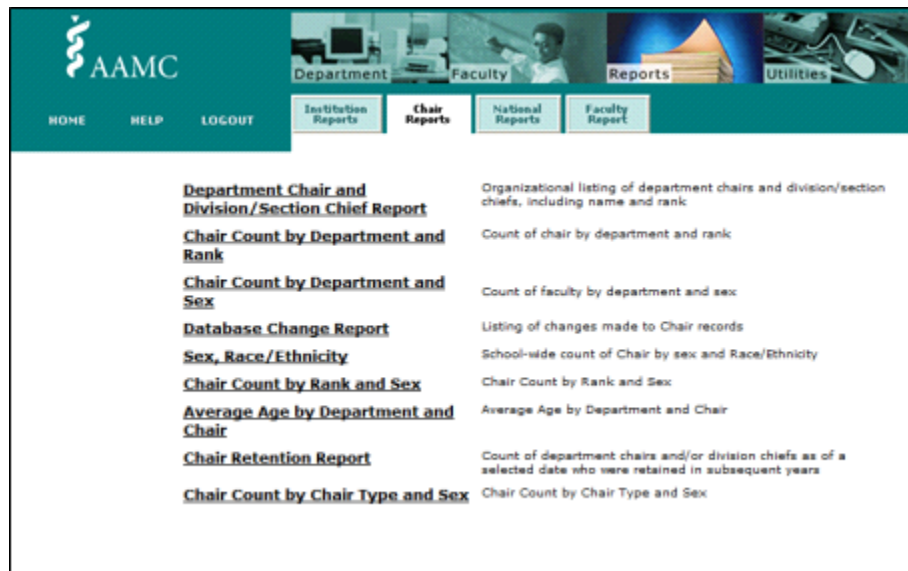 AAMC
Department
Faculty
Reports
Utilities
HOME HELP LOGOUT
Institution
Reports
Chair
Reports
National
Reports
Faculty
Report
Department Chair and
Division/Section Chief Report
Organizational listing of department chairs and division/section
chiefs, including name and rank
Chair Count by Department and
Rank
Count of chair by department and rank
Chair Count by Department and
Sex
Count of faculty by department and sex
Database Change Report
Listing of changes made to Chair records
Sex, Race/Ethnicity
School-wide count of Chair by sex and Race/Ethnicity
Chair Count by Rank and Sex
Chair Count by Rank and Sex
Average Age by Department and
Chair
Average Age by Department and Chair
Chair Retention Report
Count of department chairs and/or division chiefs as of a
selected date who were retained in subsequent years
Chair Count by Chair Type and Sex
Chair Count by Chair Type and Sex